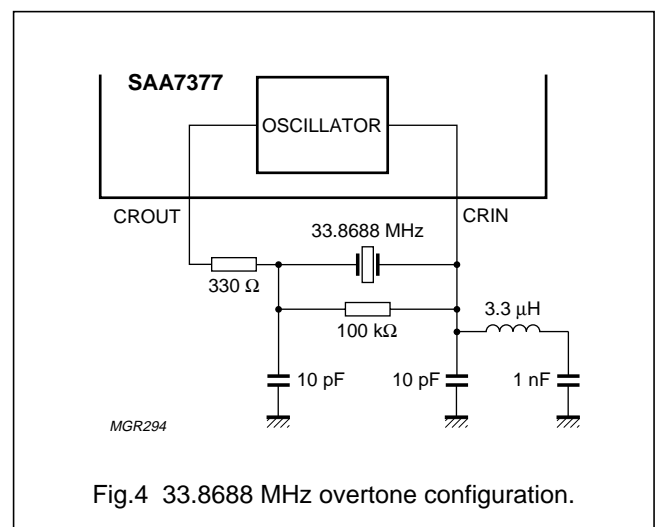 SAA7377
OSCILLATOR
CROUT
CRIN
33.8688 MHz
330 Ω
100 kΩ
3.3 µH
10 pF
10 pF
1 nF
MGR294
Fig.4 33.8688 MHz overtone configuration.